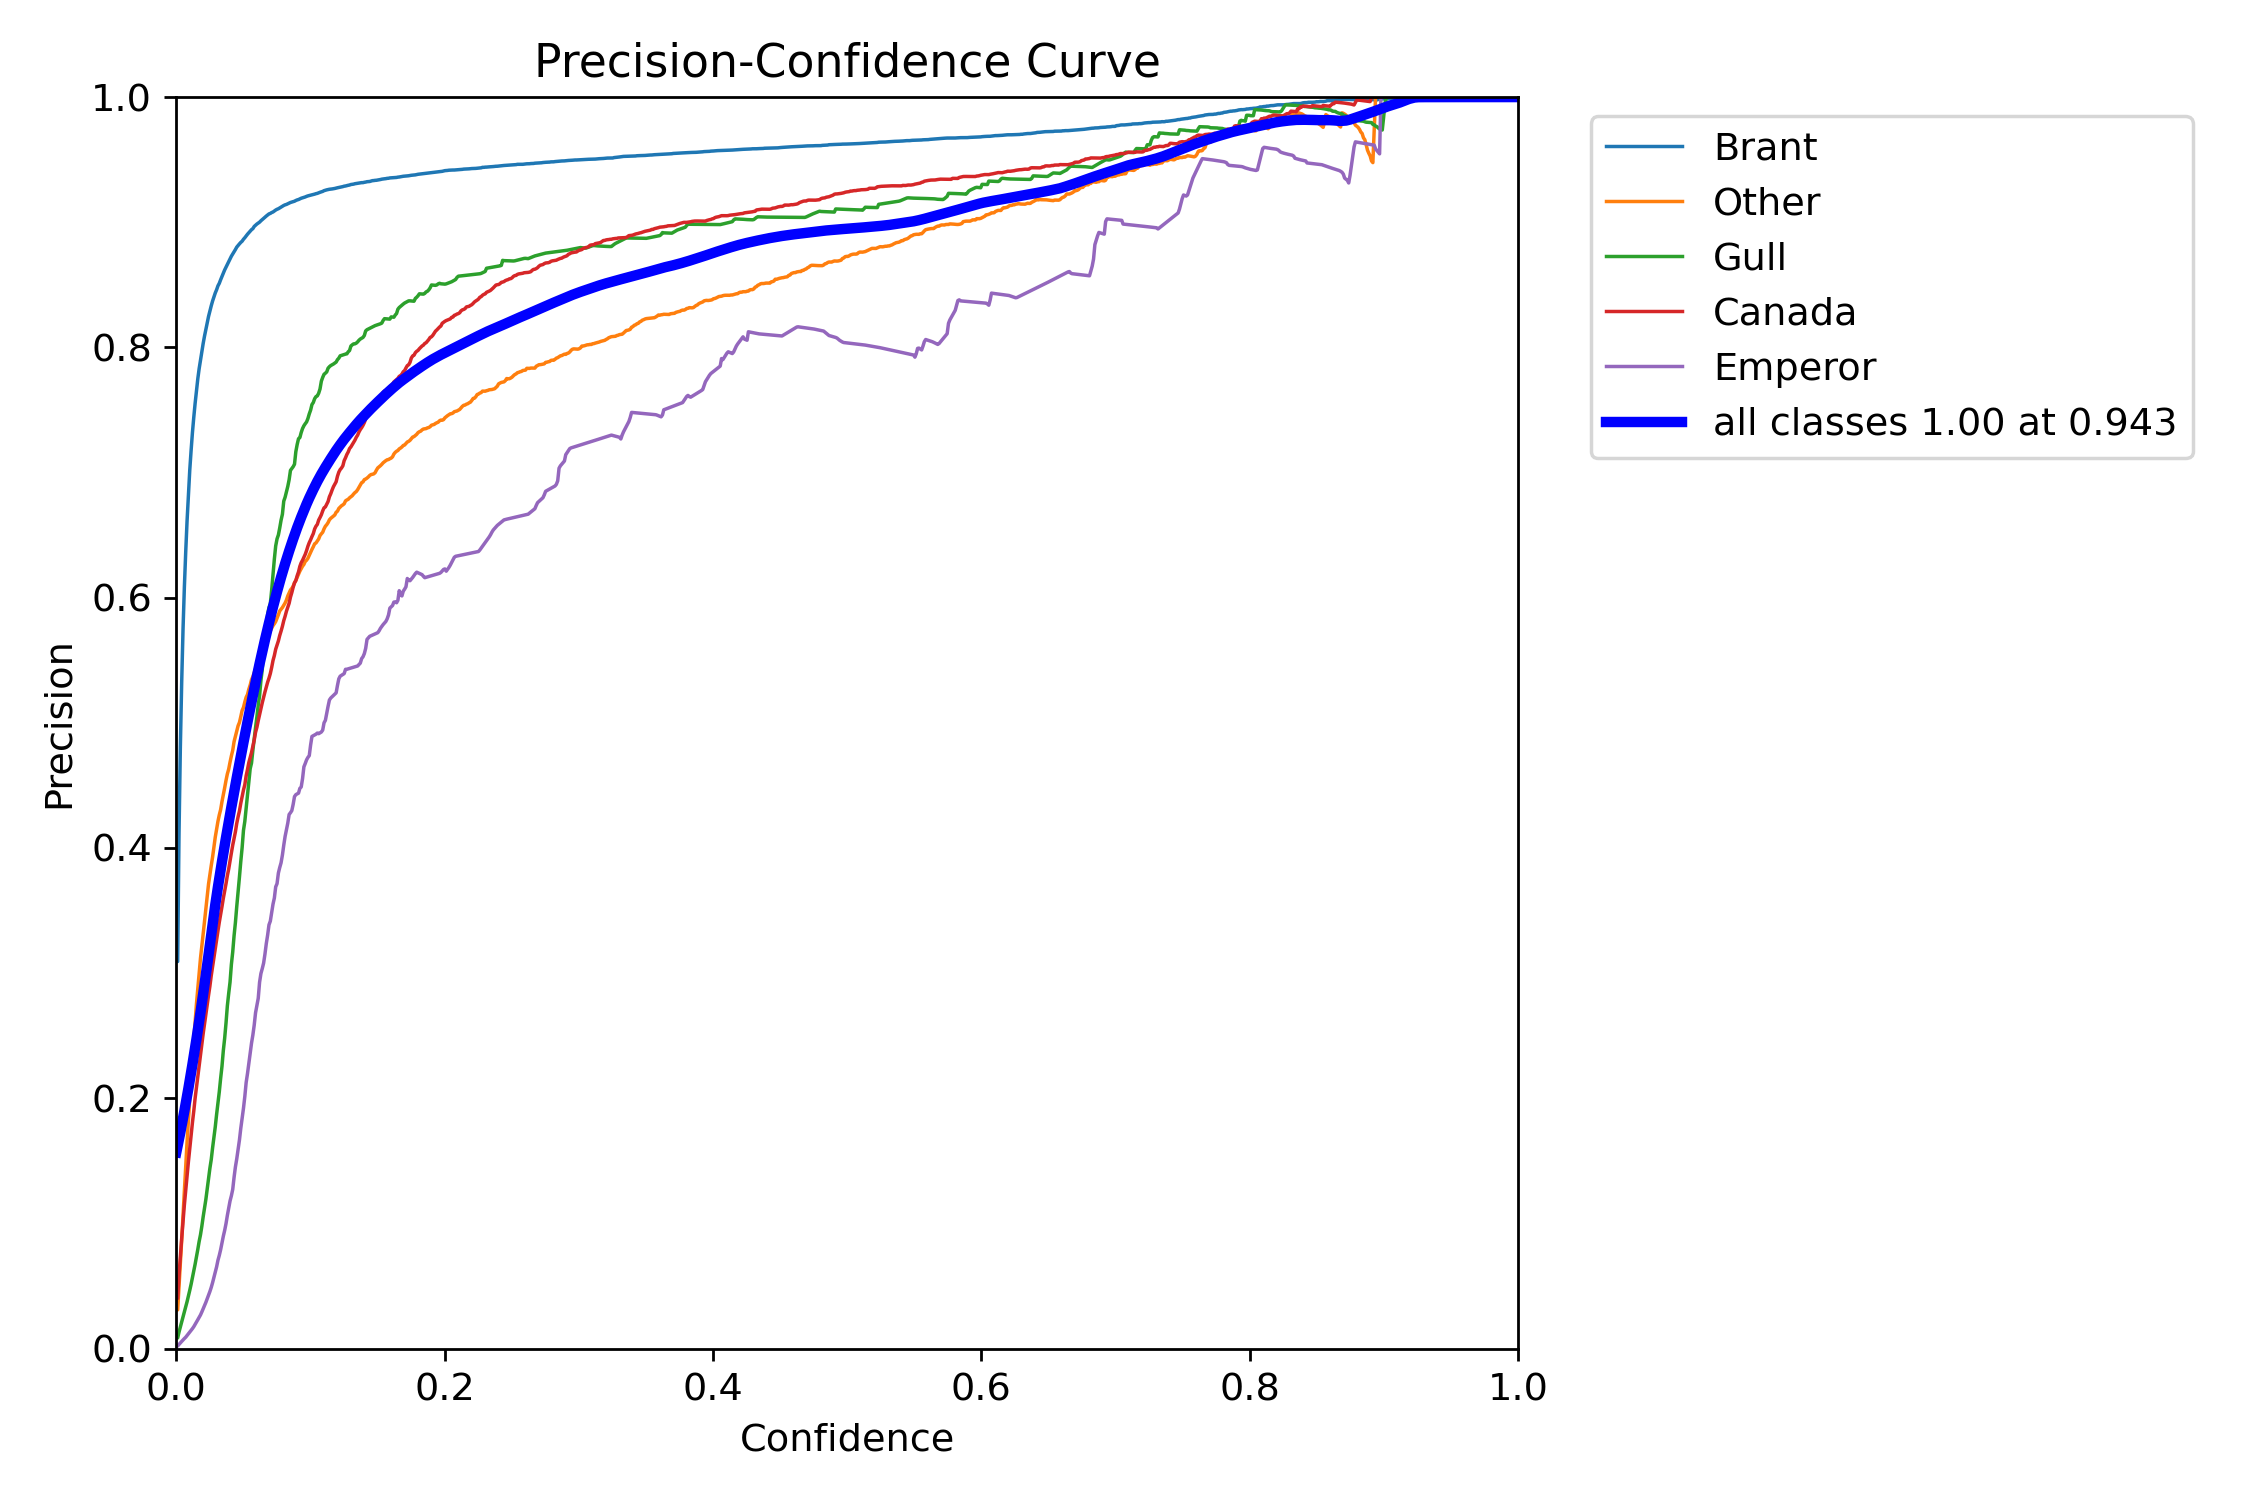 Precision-Confidence Curve
1.0
0.8
0.6
0.4
0.2
0.0
Precision
0.0 0.2 0.4 0.6 0.8 1.0
Confidence
Brant
Other
Gull
Canada
Emperor
all classes 1.00 at 0.943